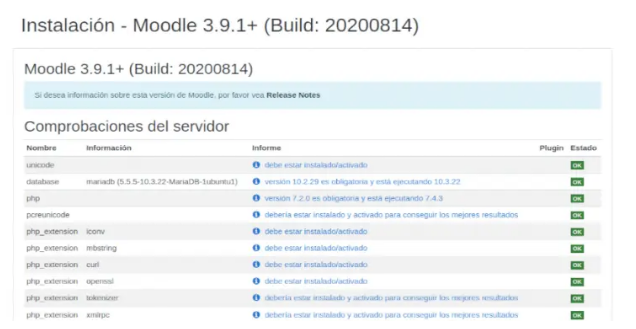 Instalación - Moodle 3.9.1+ (Build: 20200814)
Moodle 3.9.1+ (Build: 20200814)
Si desea información sobre esta versión de Moodle, por favor vea Release Notes
Comprobaciones del servidor
Nombre Información Informe Plugin Estado
unicode debe estar instalado/activado OK
database mariadb (5.5.5-10.3.22-MariaDB-1ubuntu1) versión 10.2.29 es obligatoria y está ejecutando 10.3.22 OK
php versión 7.2.0 es obligatoria y está ejecutando 7.4.3 OK
pcreunicode debería estar instalado y activado para conseguir los mejores resultados OK
php_extension iconv debe estar instalado/activado OK
php_extension mbstring debe estar instalado/activado OK
php_extension curl debe estar instalado/activado OK
php_extension openssl debe estar instalado/activado OK
php_extension tokenizer debería estar instalado y activado para conseguir los mejores resultados OK
php_extension xmlrpc debería estar instalado y activado para conseguir los mejores resultados OK